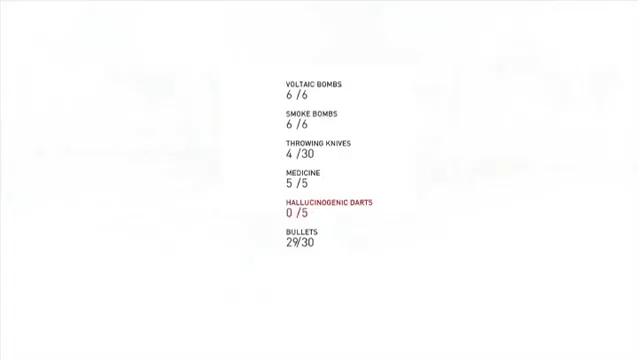 VOLTAIC BOMBS
6 /6
SMOKE BOMBS
6 /6
THROWING KNIVES
4 /30
MEDICINE
5 /5
HALLUCINOGENIC DARTS
0 /5
BULLETS
29/30